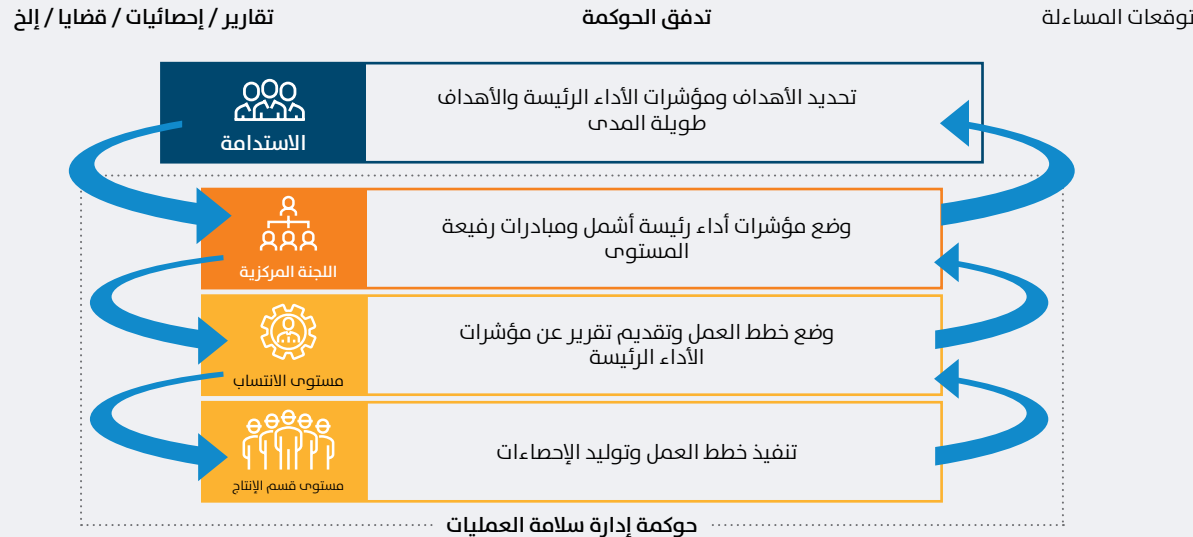 توقعات المساءلة
تدفق الحوكمة
تقارير / إحصائيات / قضايا / إلخ
الاستدامة
تحديد الأهداف ومؤشرات الأداء الرئيسة والأهداف
طويلة المدى
اللجنة المركزية
وضع مؤشرات أداء رئيسة أشمل ومبادرات رفيعة
المستوى
مستوى الانتساب
وضع خطط العمل وتقديم تقرير عن مؤشرات
الأداء الرئيسة
مستوى قسم الإنتاج
تنفيذ خطط العمل وتوليد الإحصاءات
حوكمة إدارة سلامة العمليات